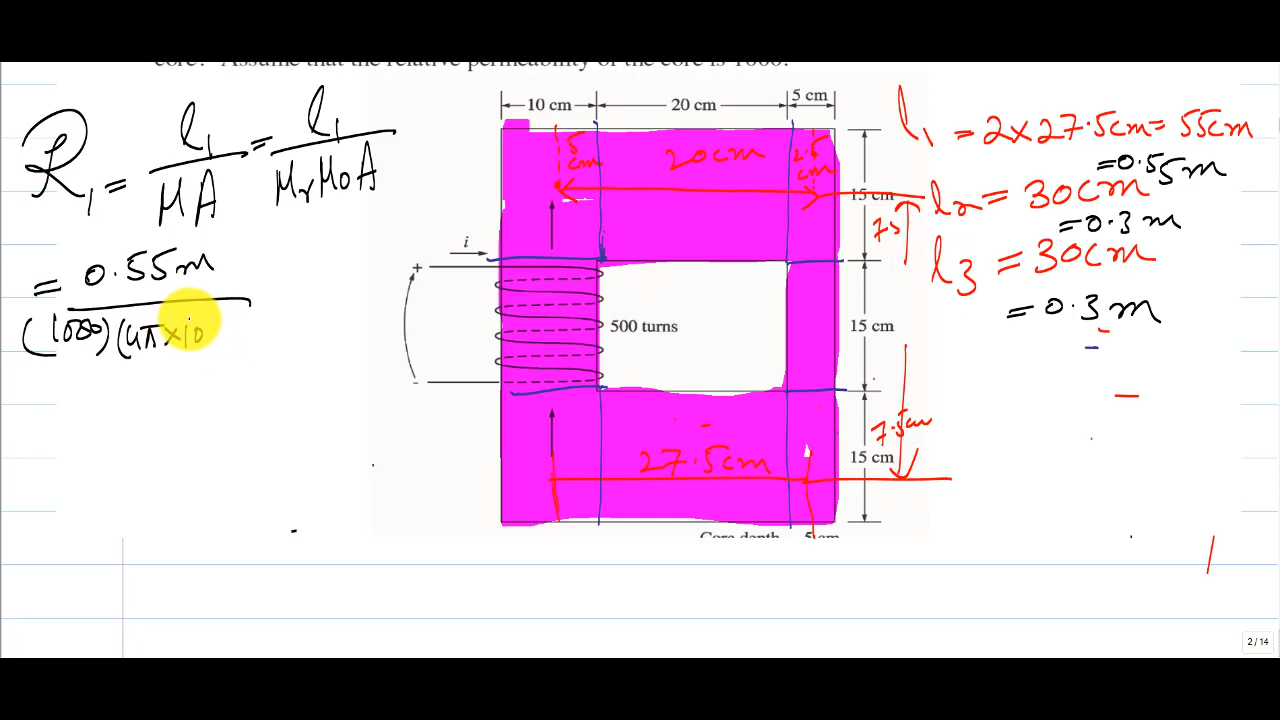 core? Assume that the relative permeability of the core is 1000.
R₁ = l₁ / μA = l₁ / μrμ0A
= 0.55m / (1000)(4π×10
10 cm
20 cm
5 cm
5 cm
20cm
2.5 cm
15 cm
7.5
i
+
-
500 turns
15 cm
27.5cm
7.5cm
15 cm
Core depth 5 cm
l₁ = 2×27.5cm = 55cm
= 0.55m
l₂ = 30cm
= 0.3 m
l₃ = 30cm
= 0.3 m
2 / 14